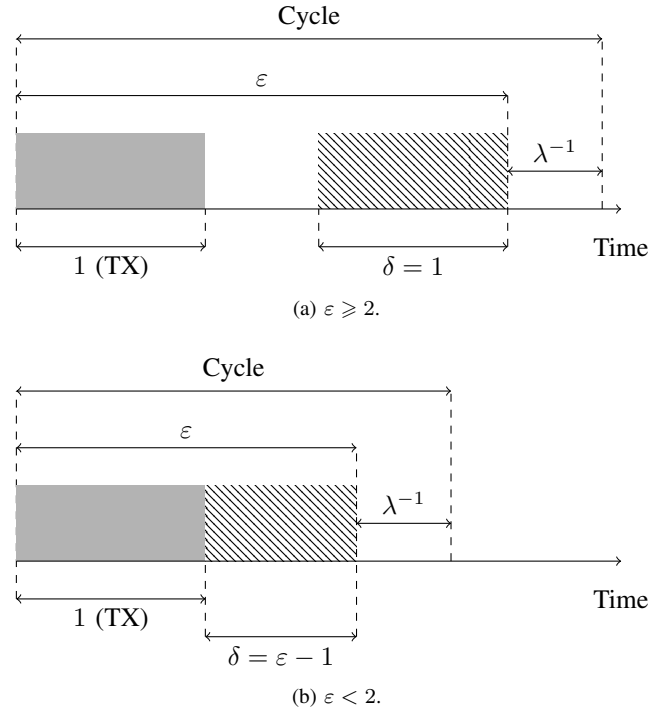 Cycle
ε
λ⁻¹
1 (TX)
δ = 1
Time
(a) ε ⩾ 2.
Cycle
ε
λ⁻¹
1 (TX)
Time
δ = ε − 1
(b) ε < 2.